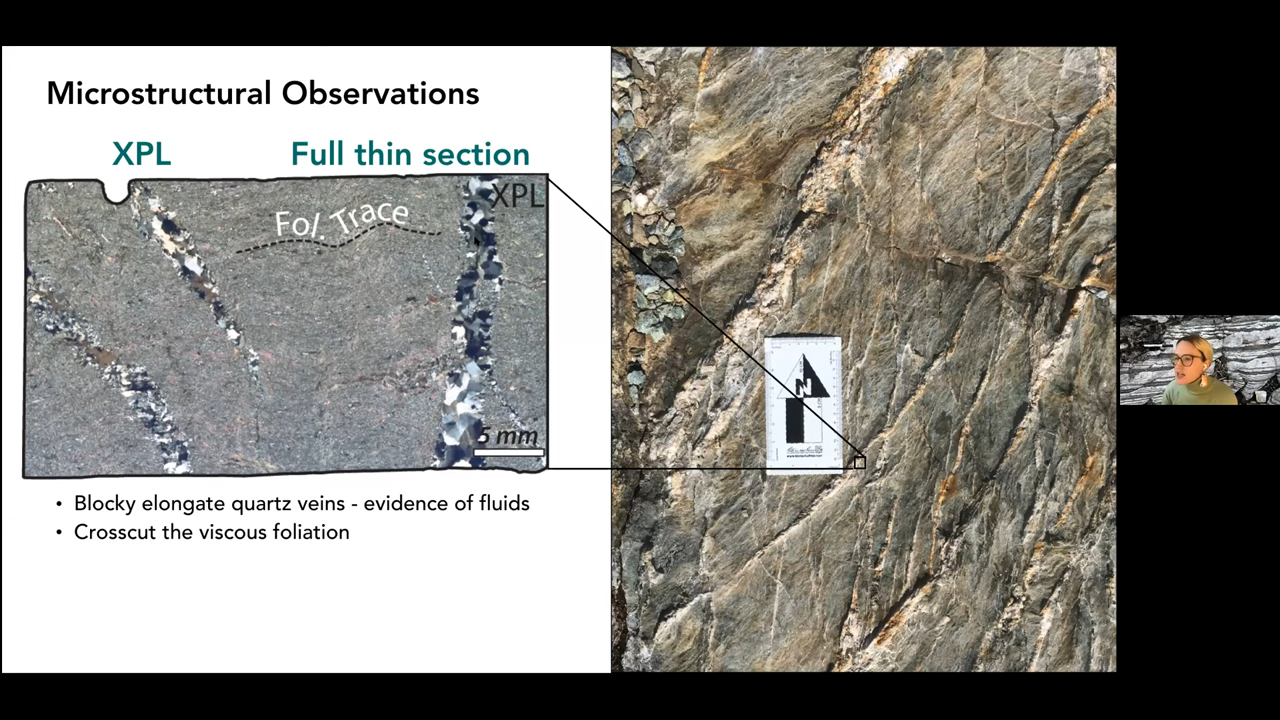 Microstructural Observations
XPL
Full thin section
XPL
Fol. Trace
5 mm
• Blocky elongate quartz veins - evidence of fluids
• Crosscut the viscous foliation
N